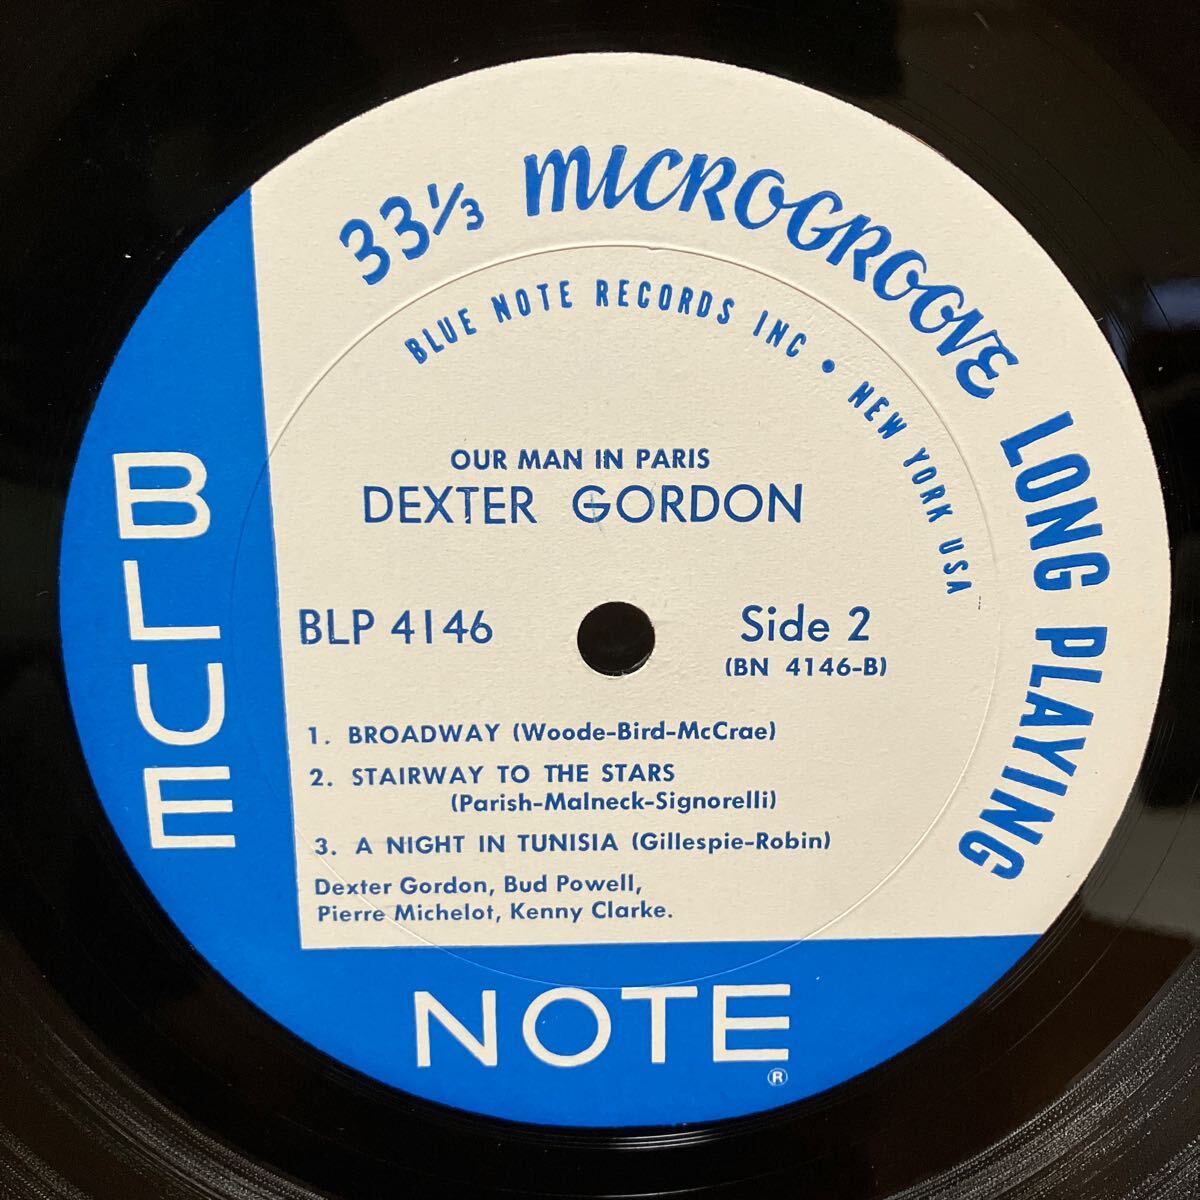 33⅓ MICROGROOVE LONG PLAYING
BLUE NOTE RECORDS INC • NEW YORK USA
OUR MAN IN PARIS
DEXTER GORDON
BLP 4146
Side 2
(BN 4146-B)
1. BROADWAY (Woode-Bird-McCrae)
2. STAIRWAY TO THE STARS
(Parish-Malneck-Signorelli)
3. A NIGHT IN TUNISIA (Gillespie-Robin)
Dexter Gordon, Bud Powell,
Pierre Michelot, Kenny Clarke.
BLUE
NOTE
®